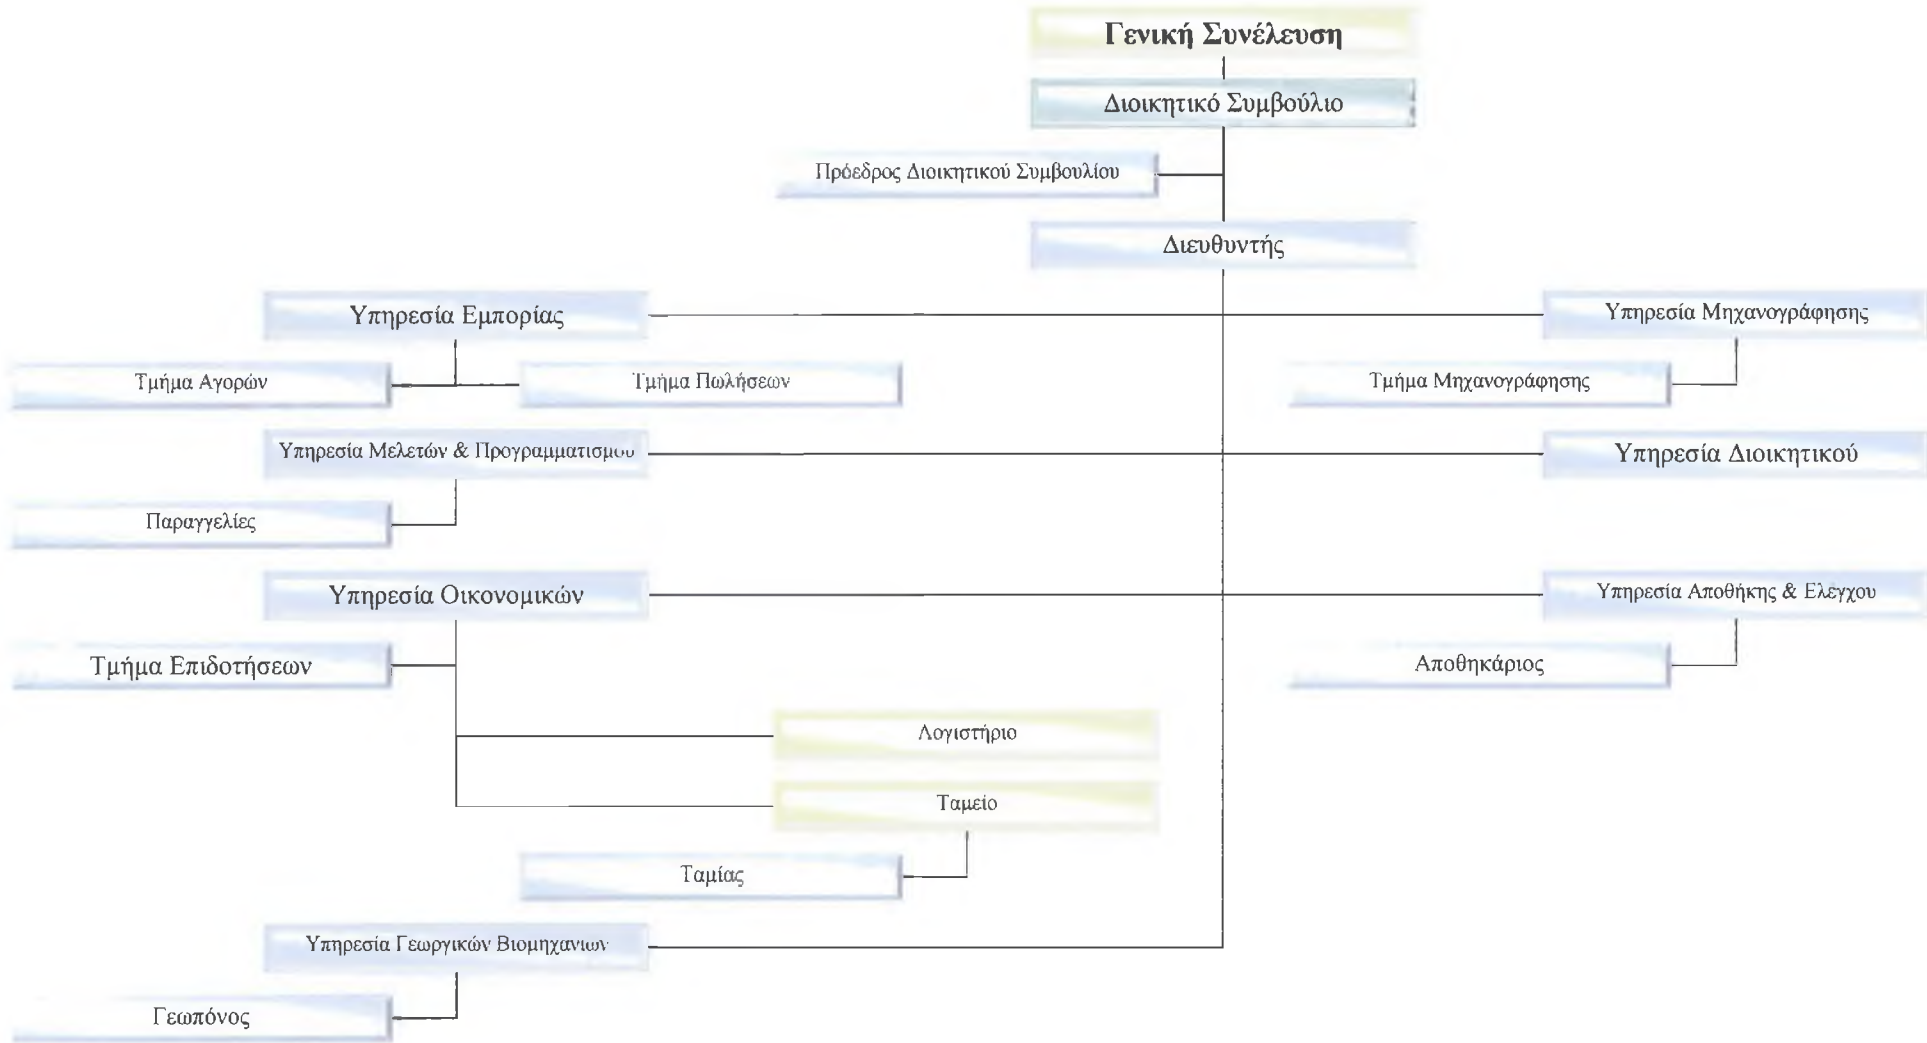 Γενική Συνέλευση
Διοικητικό Συμβούλιο
Πρόεδρος Διοικητικού Συμβουλίου
Διευθυντής
Υπηρεσία Εμπορίας
Υπηρεσία Μηχανογράφησης
Τμήμα Αγορών
Τμήμα Πωλήσεων
Τμήμα Μηχανογράφησης
Υπηρεσία Μελετών & Προγραμματισμου
Υπηρεσία Διοικητικού
Παραγγελίες
Υπηρεσία Οικονομικών
Υπηρεσία Αποθήκης & Ελέγχου
Τμήμα Επιδοτήσεων
Αποθηκάριος
Λογιστήριο
Ταμείο
Ταμίας
Υπηρεσία Γεωργικών Βιομηχανιων
Γεωπόνος